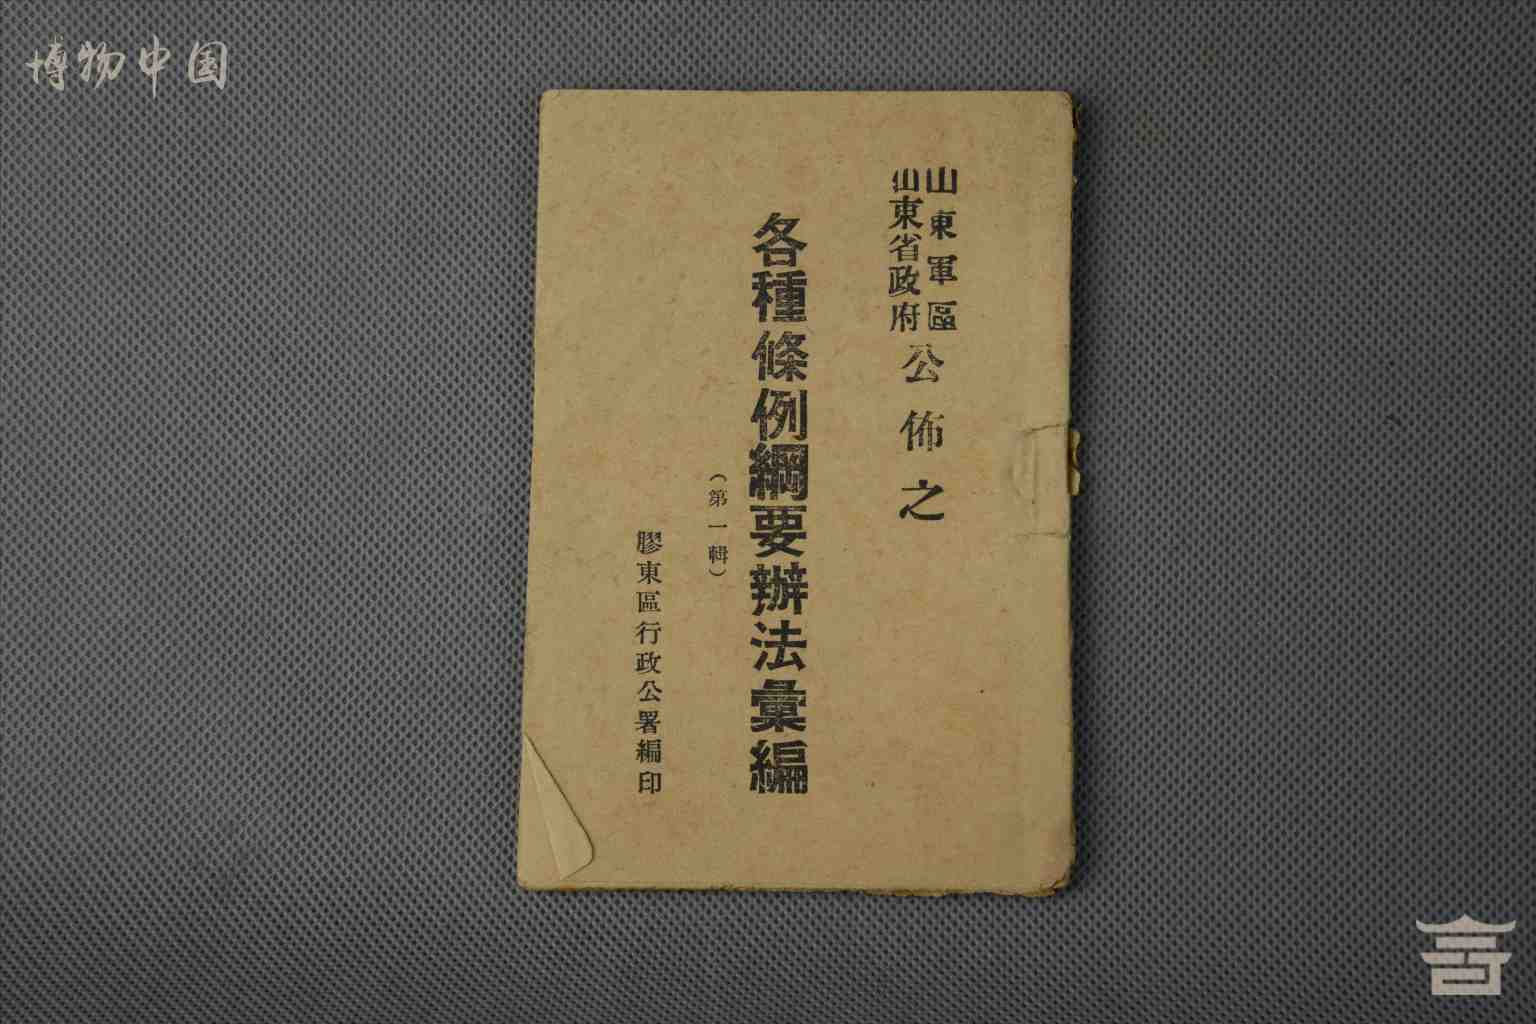 博物中国
山東軍區
山東省政府
公佈之
各種條例綱要辦法彙編
（第一輯）
膠東區行政公署編印